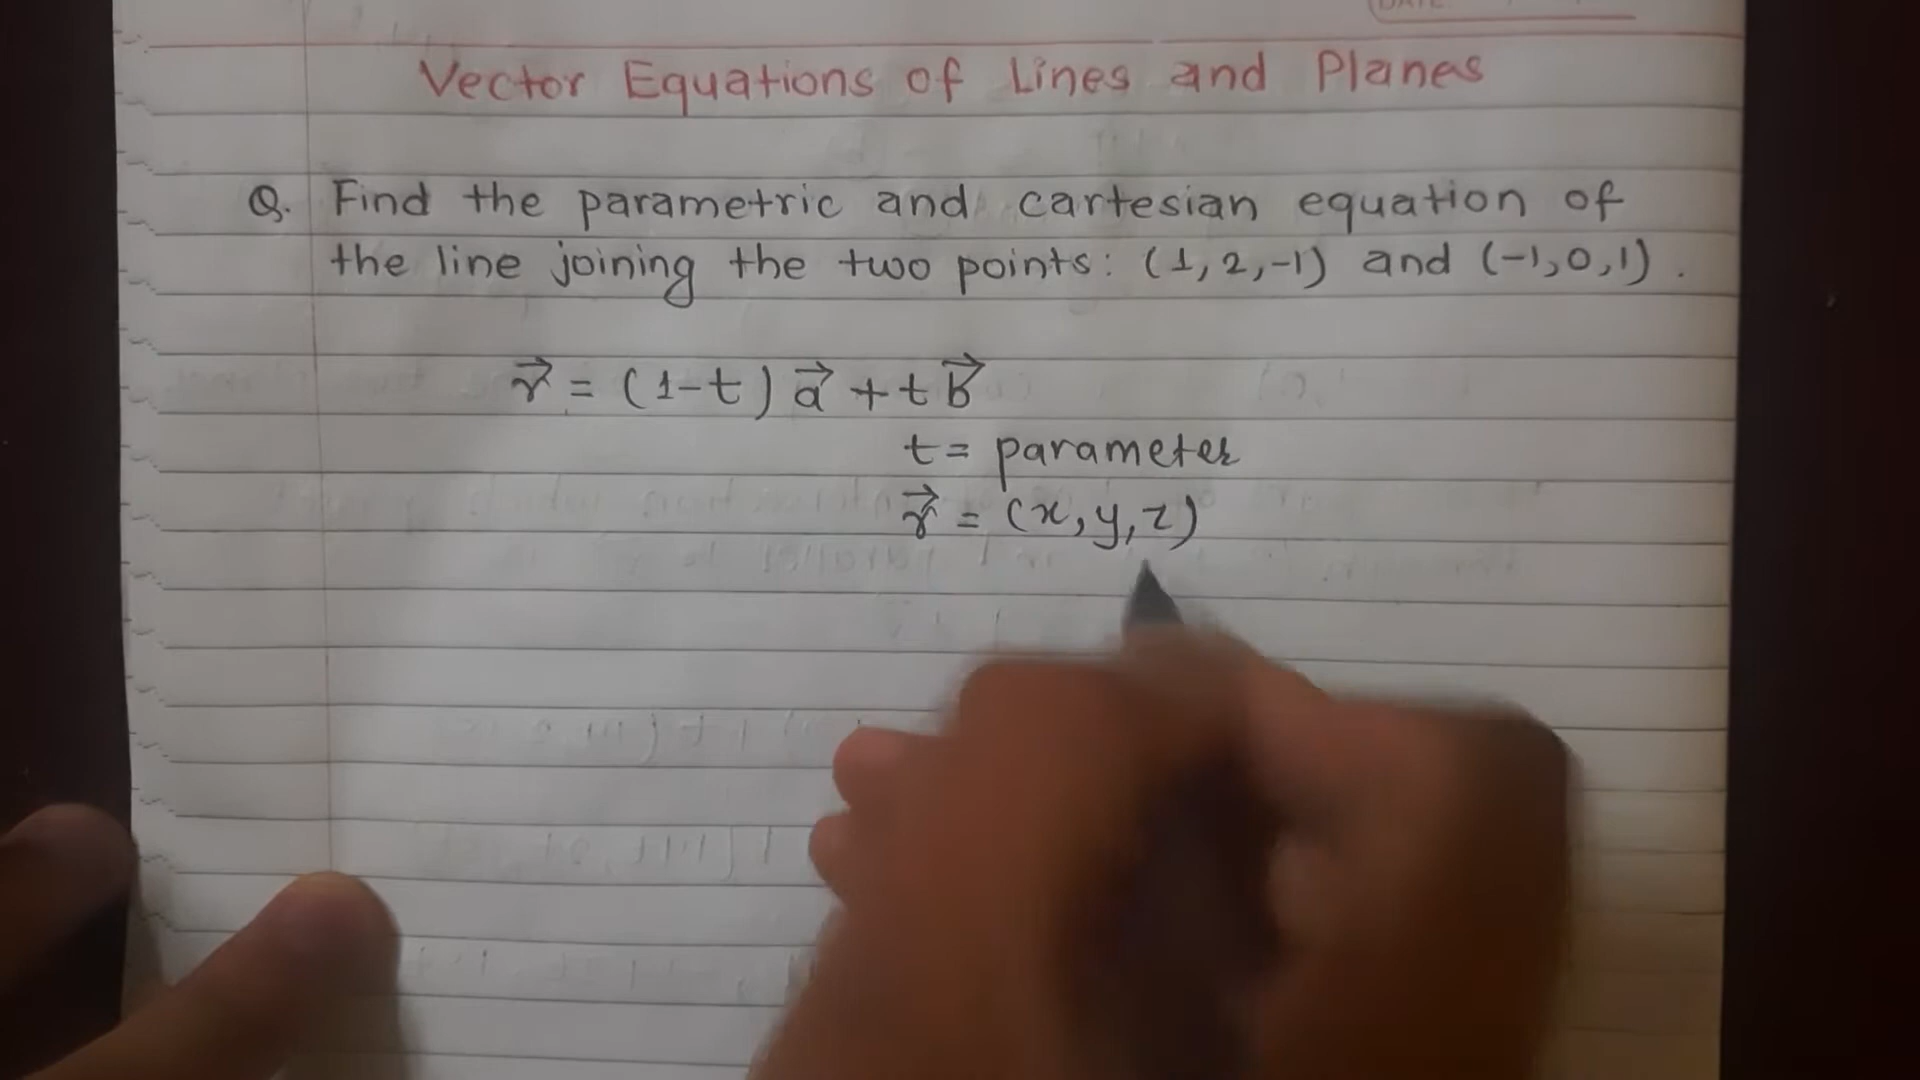 Vector Equations of Lines and Planes
Q. Find the parametric and cartesian equation of
the line joining the two points: (1, 2, -1) and (-1, 0, 1).
r⃗ = (1-t) a⃗ + t b⃗
t = parameter
r⃗ = (x, y, z)